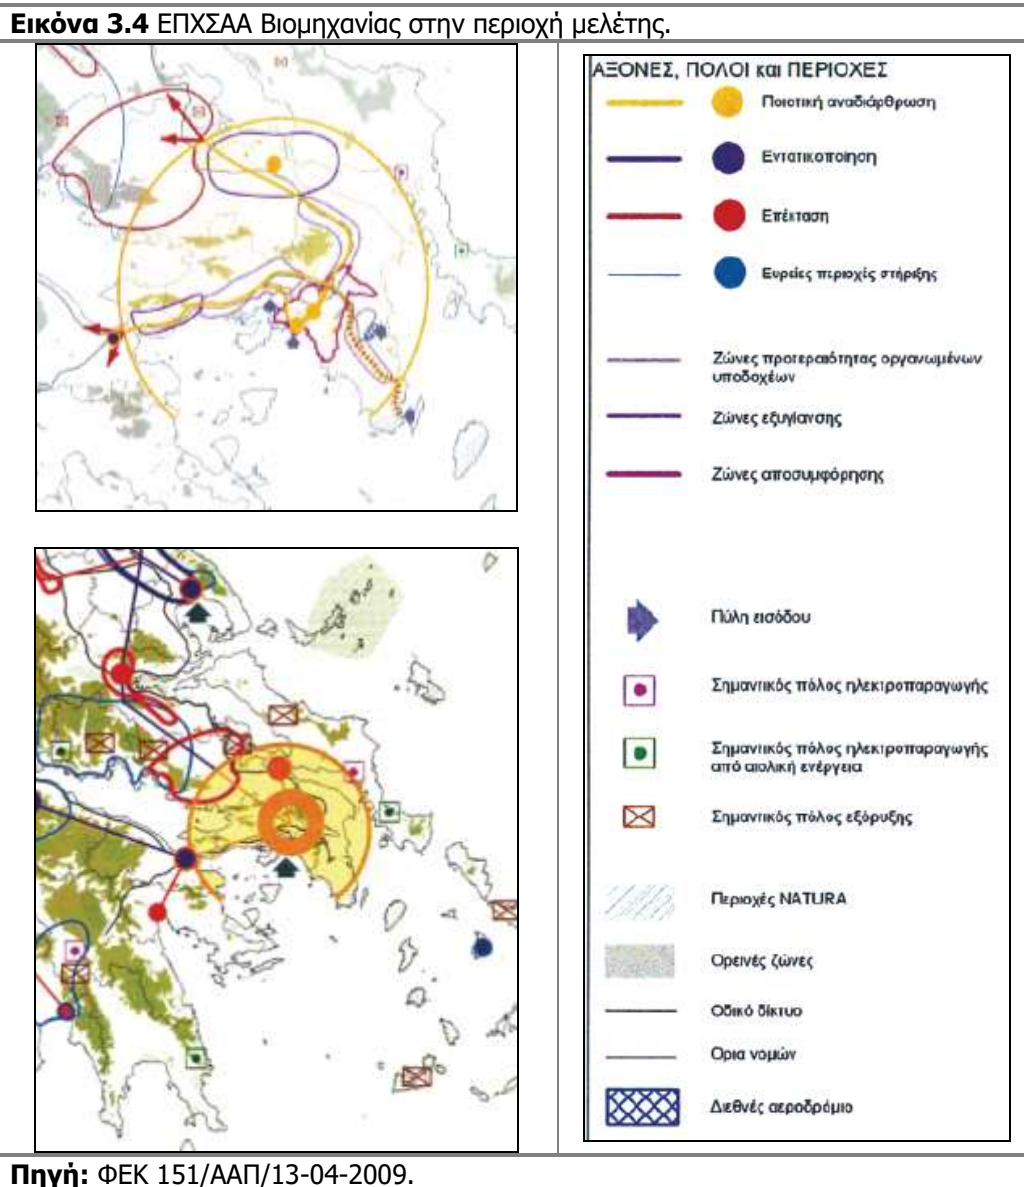 Εικόνα 3.4 ΕΠΧΣΑΑ Βιομηχανίας στην περιοχή μελέτης.
ΑΞΟΝΕΣ, ΠΟΛΟΙ και ΠΕΡΙΟΧΕΣ
Ποιοτική αναδιάρθρωση
Εντατικοποίηση
Επέκταση
Ευρείες περιοχές στήριξης
Ζώνες προτεραιότητας οργανωμένων
υποδοχέων
Ζώνες εξυγίανσης
Ζώνες αποσυμφόρησης
Πύλη εισόδου
Σημαντικός πόλος ηλεκτροπαραγωγής
Σημαντικός πόλος ηλεκτροπαραγωγής
από αιολική ενέργεια
Σημαντικός πόλος εξόρυξης
Περιοχές NATURA
Ορεινές ζώνες
Οδικό δίκτυο
Ορια νομών
Διεθνές αεροδρόμιο
Πηγή: ΦΕΚ 151/ΑΑΠ/13-04-2009.